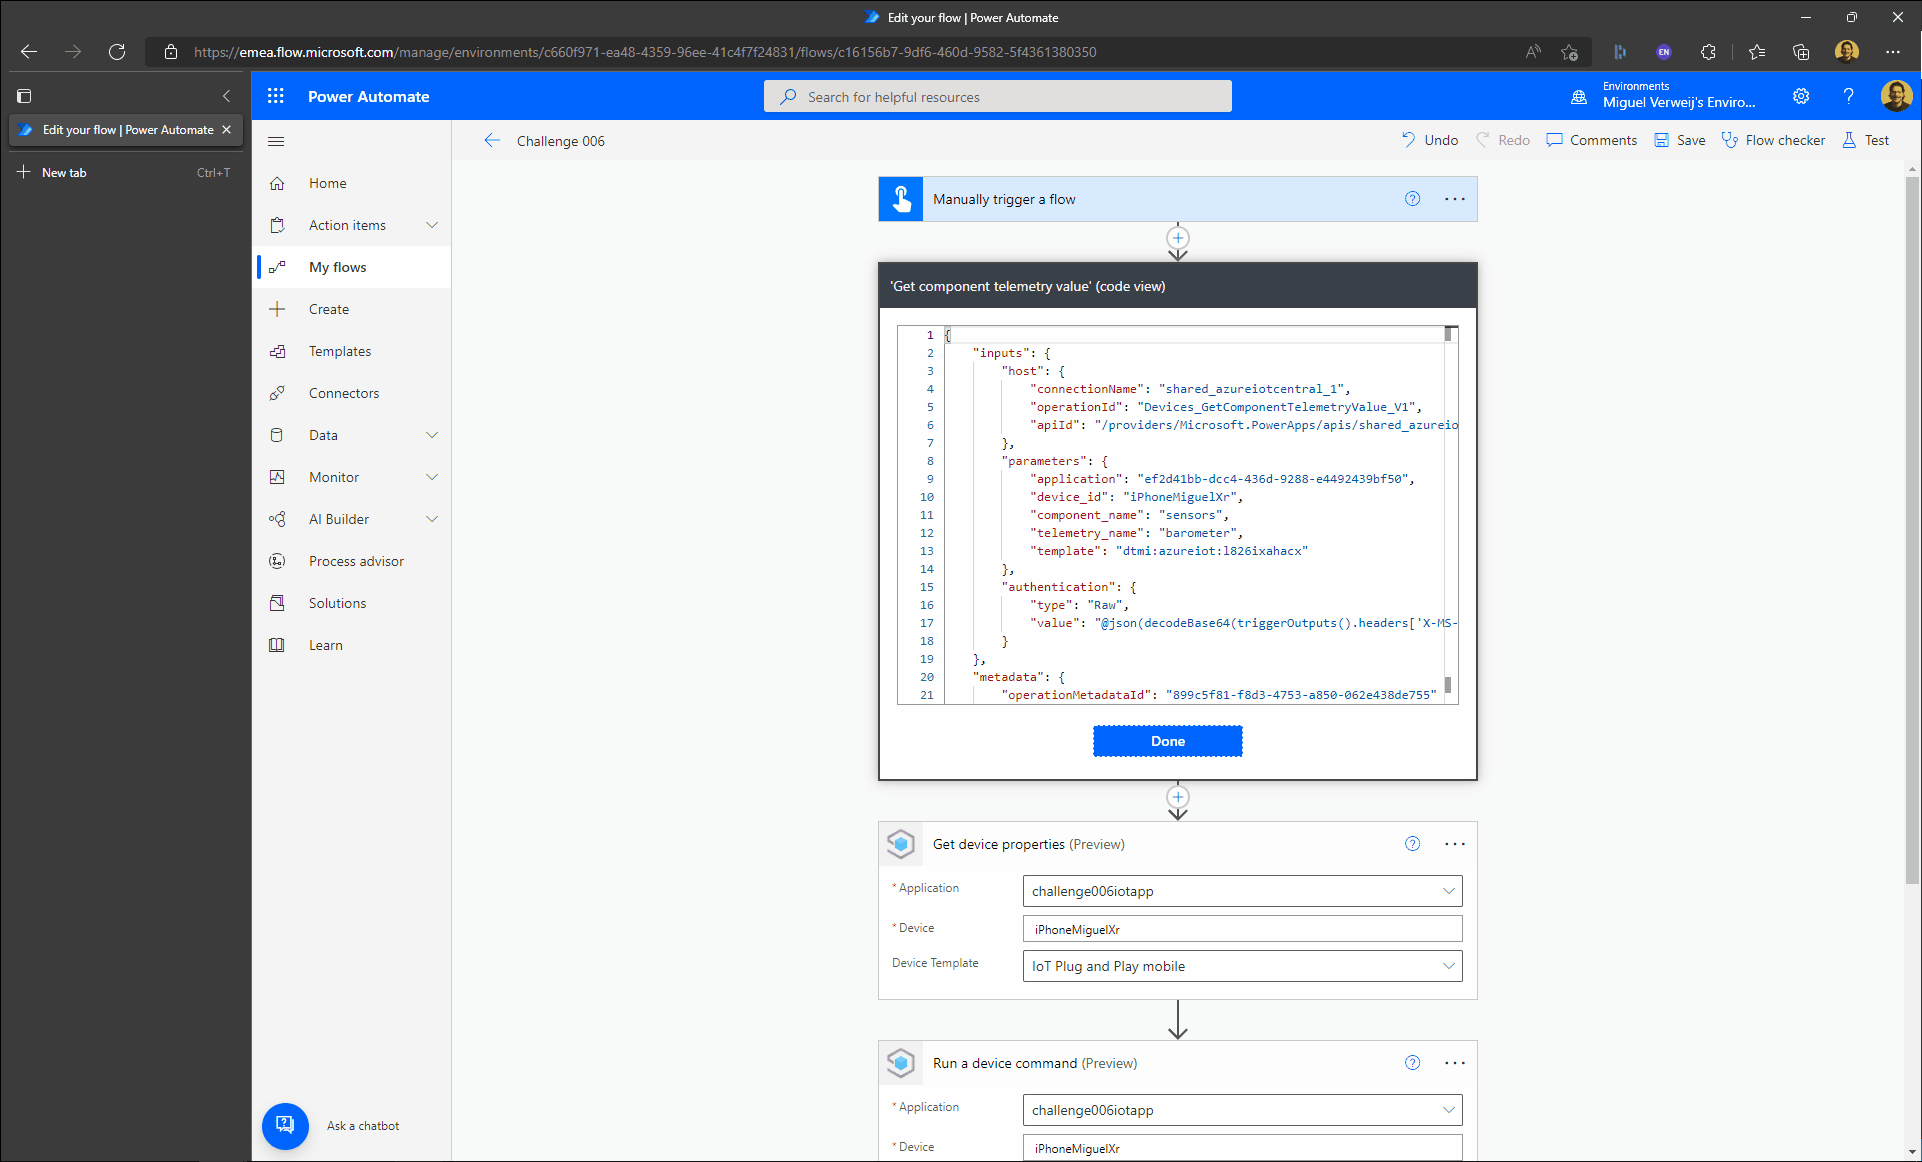 Edit your flow | Power Automate
https://emea.flow.microsoft.com/manage/environments/c660f971-ea48-4359-96ee-41c4f7f24831/flows/c16156b7-9df6-460d-9582-5f4361380350
EN
Edit your flow | Power Automate
New tab
Ctrl+T
Power Automate
Search for helpful resources
Environments
Miguel Verweij's Enviro...
Home
Action items
My flows
Create
Templates
Connectors
Data
Monitor
AI Builder
Process advisor
Solutions
Learn
Ask a chatbot
Challenge 006
Undo
Redo
Comments
Save
Flow checker
Test
Manually trigger a flow
'Get component telemetry value' (code view)
1 {
2 "inputs": {
3 "host": {
4 "connectionName": "shared_azureiotcentral_1",
5 "operationId": "Devices_GetComponentTelemetryValue_V1",
6 "apiId": "/providers/Microsoft.PowerApps/apis/shared_azureio
7 },
8 "parameters": {
9 "application": "ef2d41bb-dcc4-436d-9288-e4492439bf50",
10 "device_id": "iPhoneMiguelXr",
11 "component_name": "sensors",
12 "telemetry_name": "barometer",
13 "template": "dtmi:azureiot:l826ixahacx"
14 },
15 "authentication": {
16 "type": "Raw",
17 "value": "@json(decodeBase64(triggerOutputs().headers['X-MS-
18 }
19 },
20 "metadata": {
21 "operationMetadataId": "899c5f81-f8d3-4753-a850-062e438de755"
Done
Get device properties (Preview)
* Application
challenge006iotapp
* Device
iPhoneMiguelXr
Device Template
IoT Plug and Play mobile
Run a device command (Preview)
* Application
challenge006iotapp
* Device
iPhoneMiguelXr